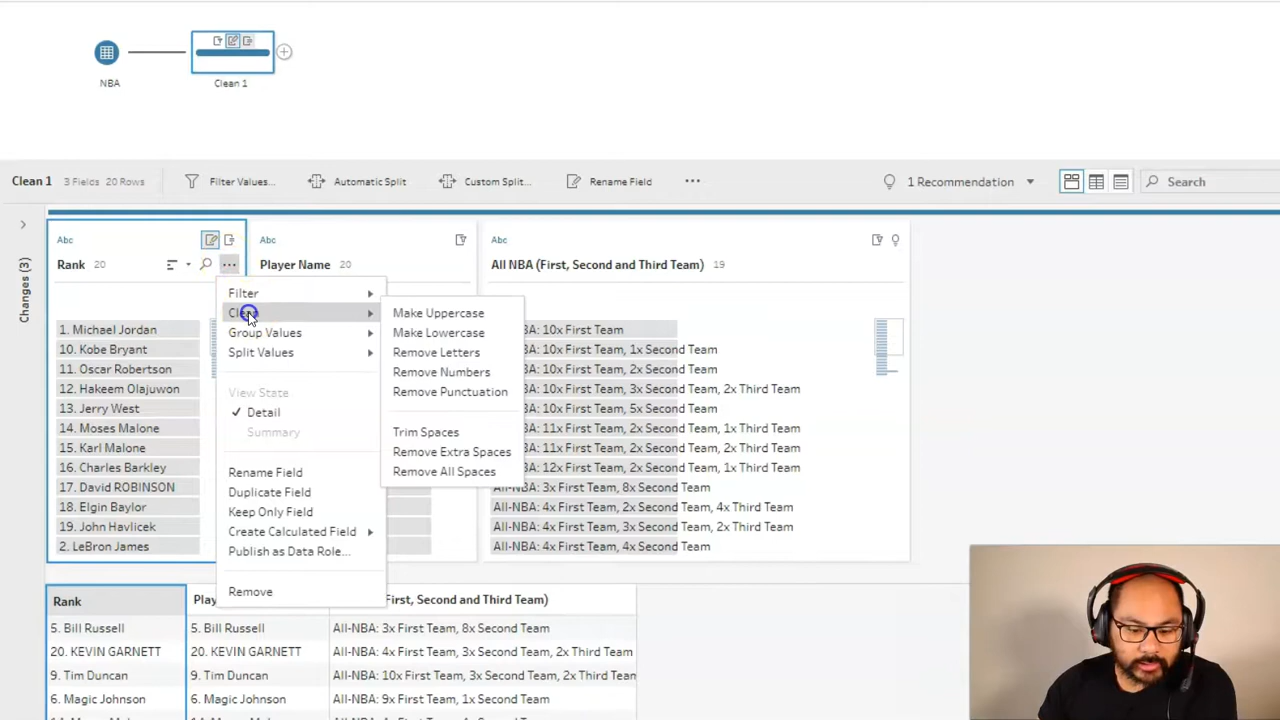 NBA
Clean 1
Clean 1 3 Fields 20 Rows Filter Values... Automatic Split Custom Split... Rename Field ... 1 Recommendation Search
Changes (3)
Abc
Rank 20
1. Michael Jordan
10. Kobe Bryant
11. Oscar Robertson
12. Hakeem Olajuwon
13. Jerry West
14. Moses Malone
15. Karl Malone
16. Charles Barkley
17. David ROBINSON
18. Elgin Baylor
19. John Havlicek
2. LeBron James
Abc
Player Name 20
Abc
All NBA (First, Second and Third Team) 19
BA: 10x First Team
BA: 10x First Team, 1x Second Team
BA: 10x First Team, 2x Second Team
BA: 10x First Team, 3x Second Team, 2x Third Team
BA: 10x First Team, 5x Second Team
BA: 11x First Team, 2x Second Team, 1x Third Team
BA: 11x First Team, 2x Second Team, 2x Third Team
BA: 12x First Team, 2x Second Team, 1x Third Team
All-NBA: 3x First Team, 8x Second Team
All-NBA: 4x First Team, 2x Second Team, 4x Third Team
All-NBA: 4x First Team, 3x Second Team, 2x Third Team
All-NBA: 4x First Team, 4x Second Team
Filter
Group Values
Split Values
View State
Detail
Summary
Rename Field
Duplicate Field
Keep Only Field
Create Calculated Field
Publish as Data Role...
Remove
Make Uppercase
Make Lowercase
Remove Letters
Remove Numbers
Remove Punctuation
Trim Spaces
Remove Extra Spaces
Remove All Spaces
Rank First, Second and Third Team)
5. Bill Russell 5. Bill Russell All-NBA: 3x First Team, 8x Second Team
20. KEVIN GARNETT 20. KEVIN GARNETT All-NBA: 4x First Team, 3x Second Team, 2x Third Team
9. Tim Duncan 9. Tim Duncan All-NBA: 10x First Team, 3x Second Team, 2x Third Team
6. Magic Johnson 6. Magic Johnson All-NBA: 9x First Team, 1x Second Team